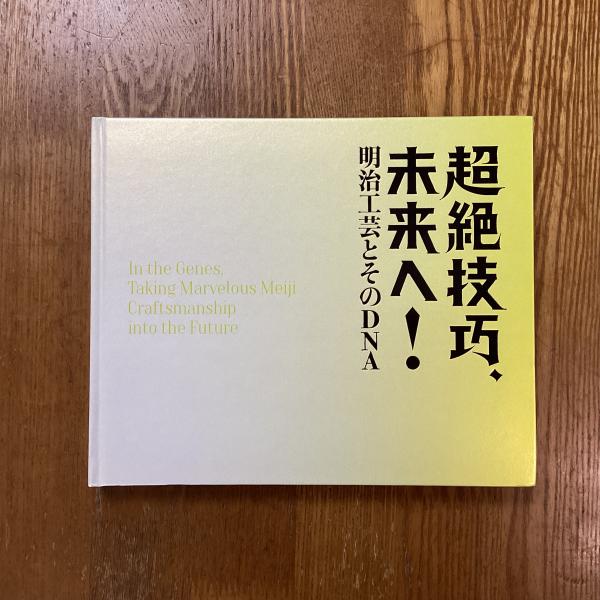 超絶技巧、
未来へ！
明治工芸とそのDNA
In the Genes,
Taking Marvelous Meiji
Craftsmanship
into the Future